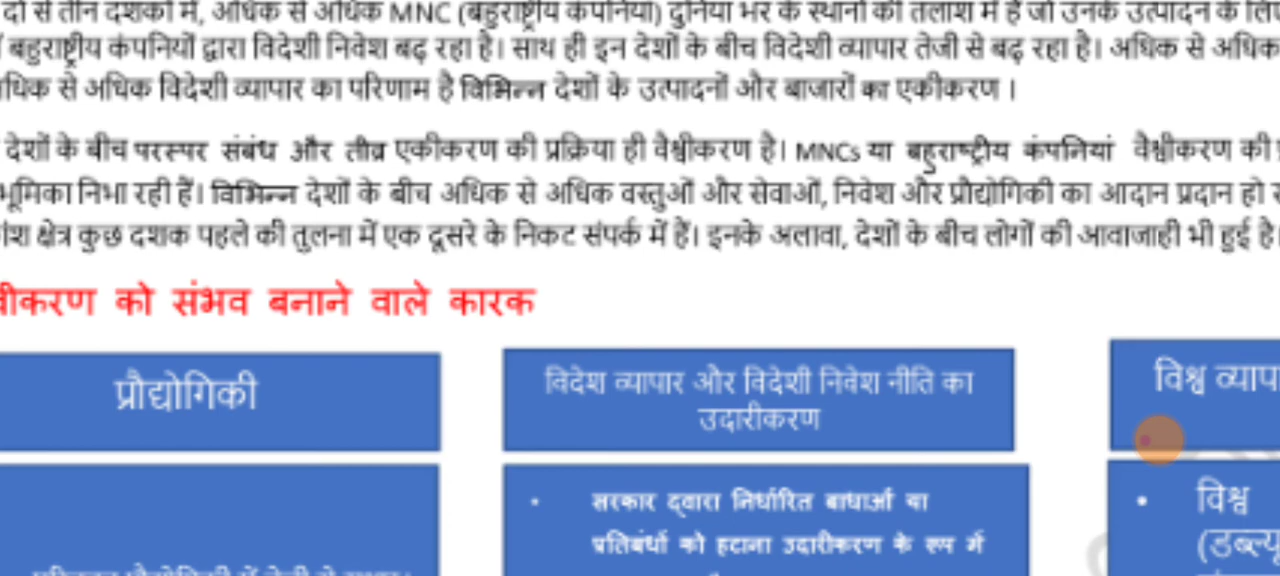 दो से तीन दशकों में, अधिक से अधिक MNC (बहुराष्ट्रीय कंपनियां) दुनिया भर के स्थानों की तलाश में हैं जो उनके उत्पादन के
बहुराष्ट्रीय कंपनियों द्वारा विदेशी निवेश बढ़ रहा है। साथ ही इन देशों के बीच विदेशी व्यापार तेजी से बढ़ रहा है। अधिक से अधिक
से अधिक विदेशी व्यापार का परिणाम है विभिन्न देशों के उत्पादनों और बाजारों का एकीकरण ।
देशों के बीच परस्पर संबंध और तीव्र एकीकरण की प्रक्रिया ही वैश्वीकरण है। MNCs या बहुराष्ट्रीय कंपनियां वैश्वीकरण की
भूमिका निभा रही हैं। विभिन्न देशों के बीच अधिक से अधिक वस्तुओं और सेवाओं, निवेश और प्रौद्योगिकी का आदान प्रदान हो
क्षेत्र कुछ दशक पहले की तुलना में एक दूसरे के निकट संपर्क में हैं। इनके अलावा, देशों के बीच लोगों की आवाजाही भी हुई है।
वीकरण को संभव बनाने वाले कारक
प्रौद्योगिकी
विदेश व्यापार और विदेशी निवेश नीति का
उदारीकरण
विश्व व्याप
• सरकार द्वारा निर्धारित बाधाओं या
प्रतिबंधों को हटाना उदारीकरण के रूप में
• विश्व
(डब्ल्यू